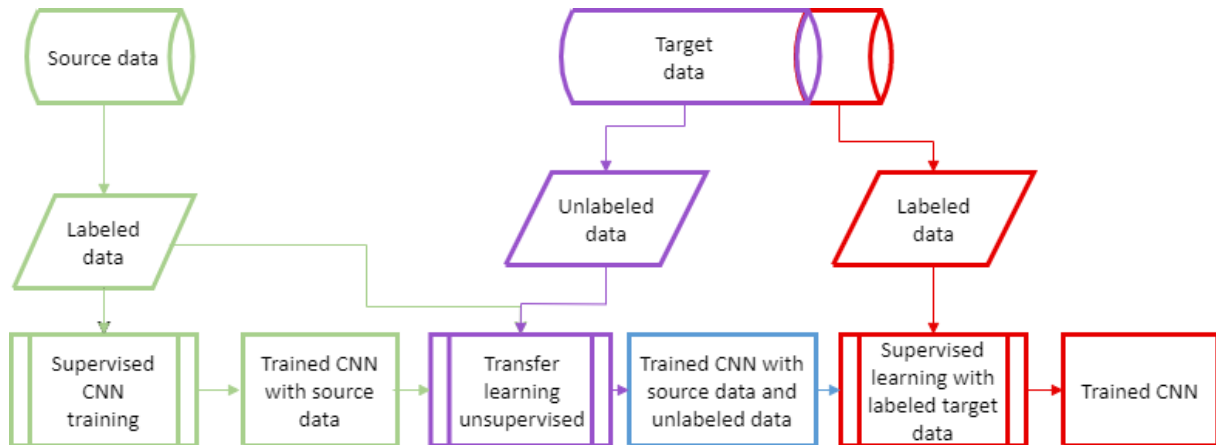 Source data
Target
data
Labeled
data
Unlabeled
data
Labeled
data
Supervised
CNN
training
Trained CNN
with source
data
Transfer
learning
unsupervised
Trained CNN with
source data and
unlabeled data
Supervised
learning with
labeled target
data
Trained CNN